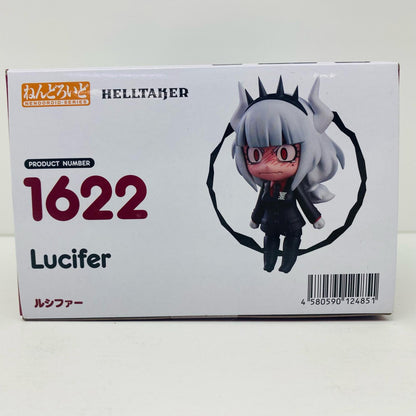 ねんどろいど
NENDOROID-SERIES
HELLTAKER
PRODUCT NUMBER
1622
Lucifer
ルシファー
4 580590 124851